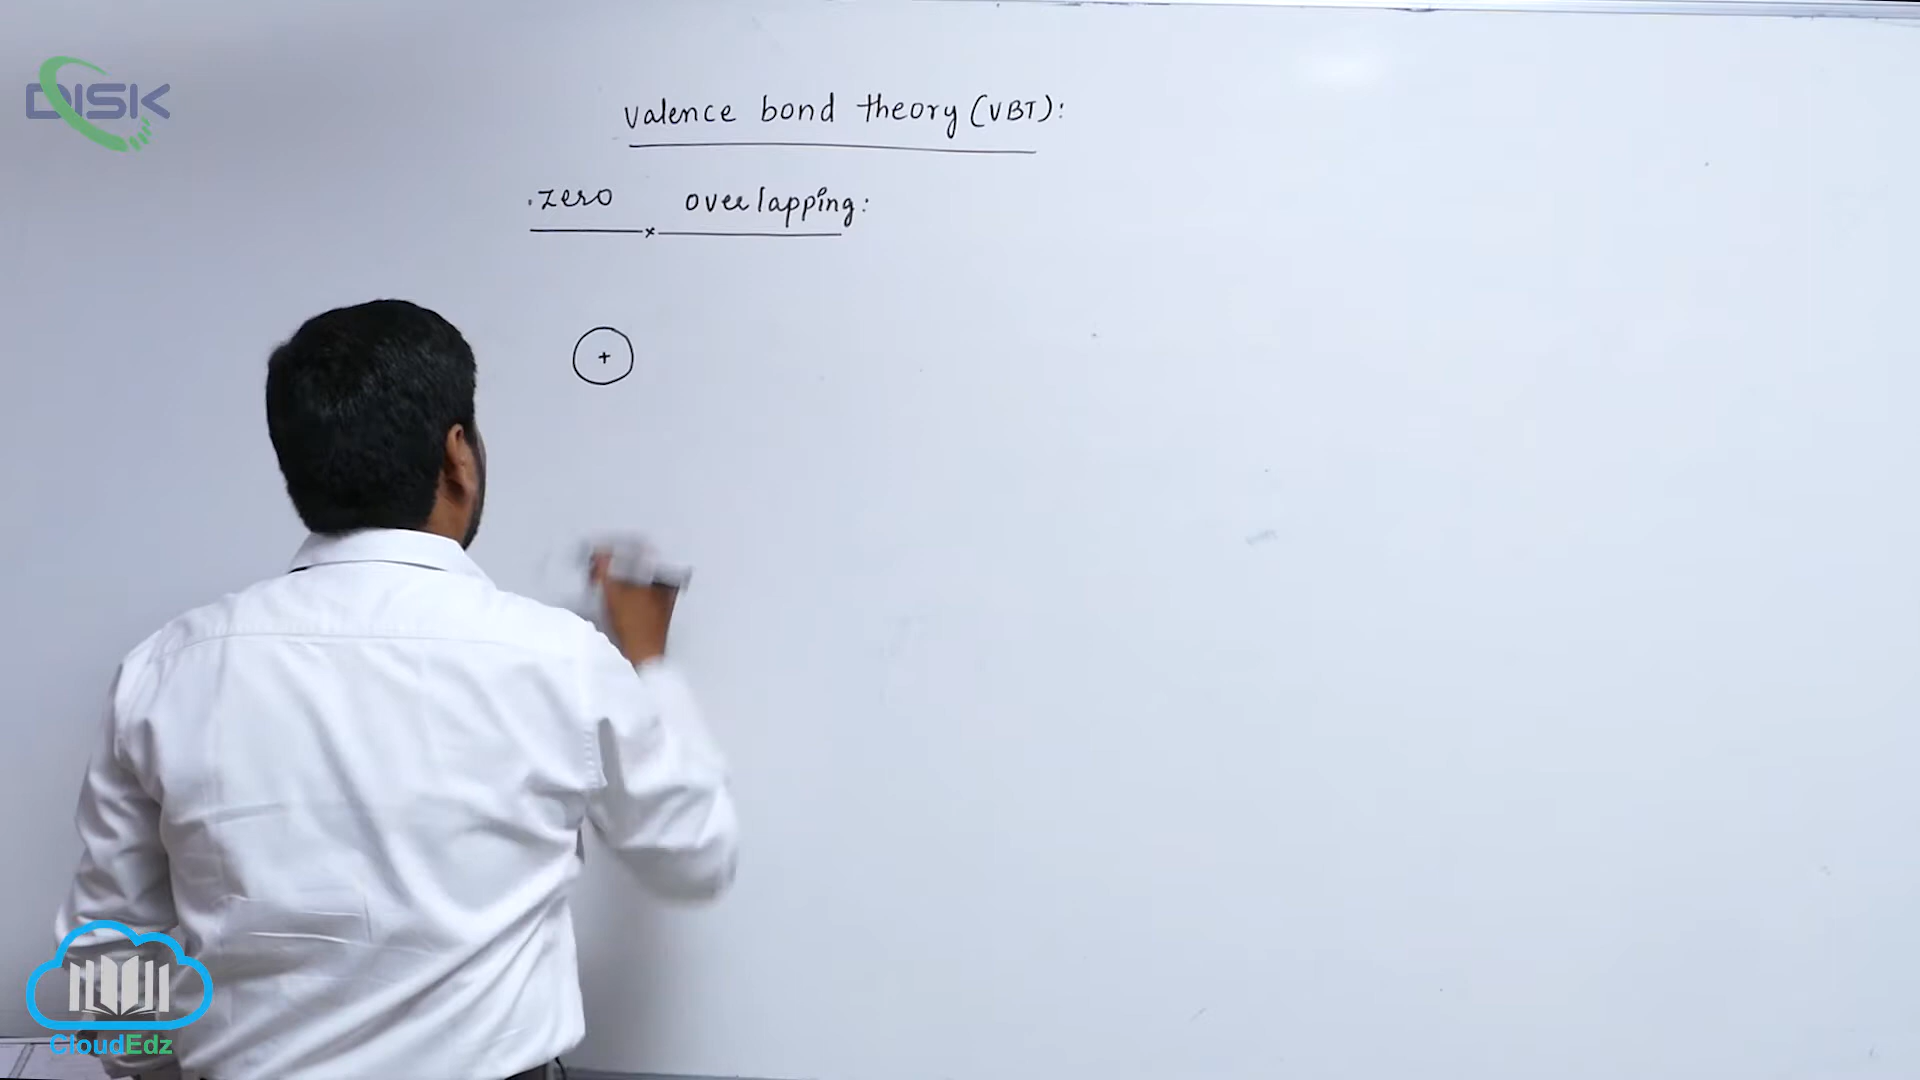 DISK
Valence bond theory (VBT):
.zero overlapping:
+
CloudEdz